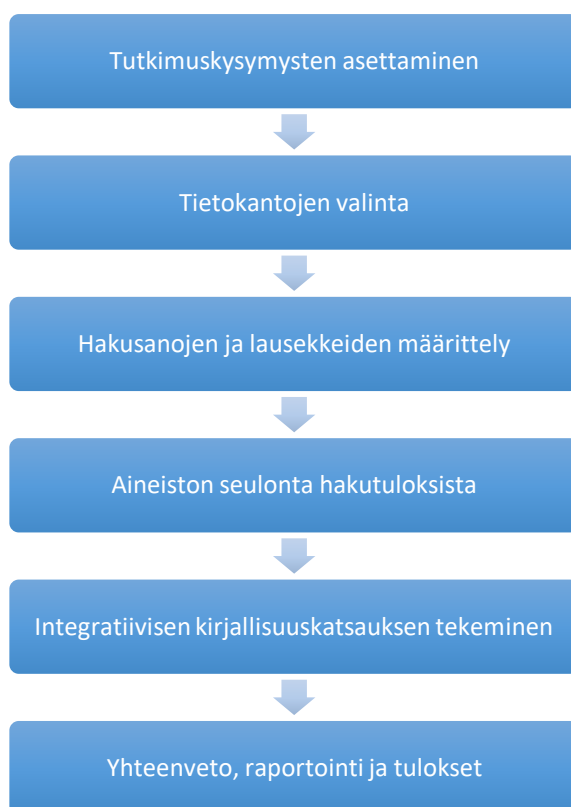 Tutkimuskysymysten asettaminen
Tietokantojen valinta
Hakusanojen ja lausekkeiden määrittely
Aineiston seulonta hakutuloksista
Integratiivisen kirjallisuuskatsauksen tekeminen
Yhteenveto, raportointi ja tulokset